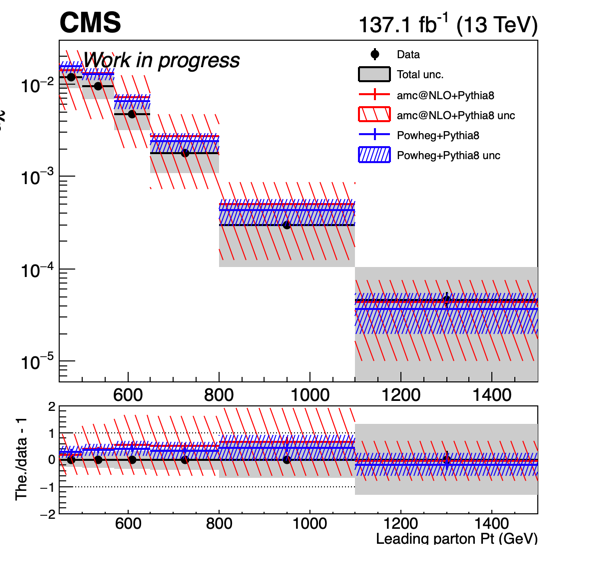 CMS 137.1 fb⁻¹ (13 TeV)
Work in progress
Data
Total unc.
amc@NLO+Pythia8
amc@NLO+Pythia8 unc
Powheg+Pythia8
Powheg+Pythia8 unc
10⁻²
10⁻³
10⁻⁴
10⁻⁵
600 800 1000 1200 1400
The./data - 1
2
1
0
−1
−2
600 800 1000 1200 1400
Leading parton Pt (GeV)